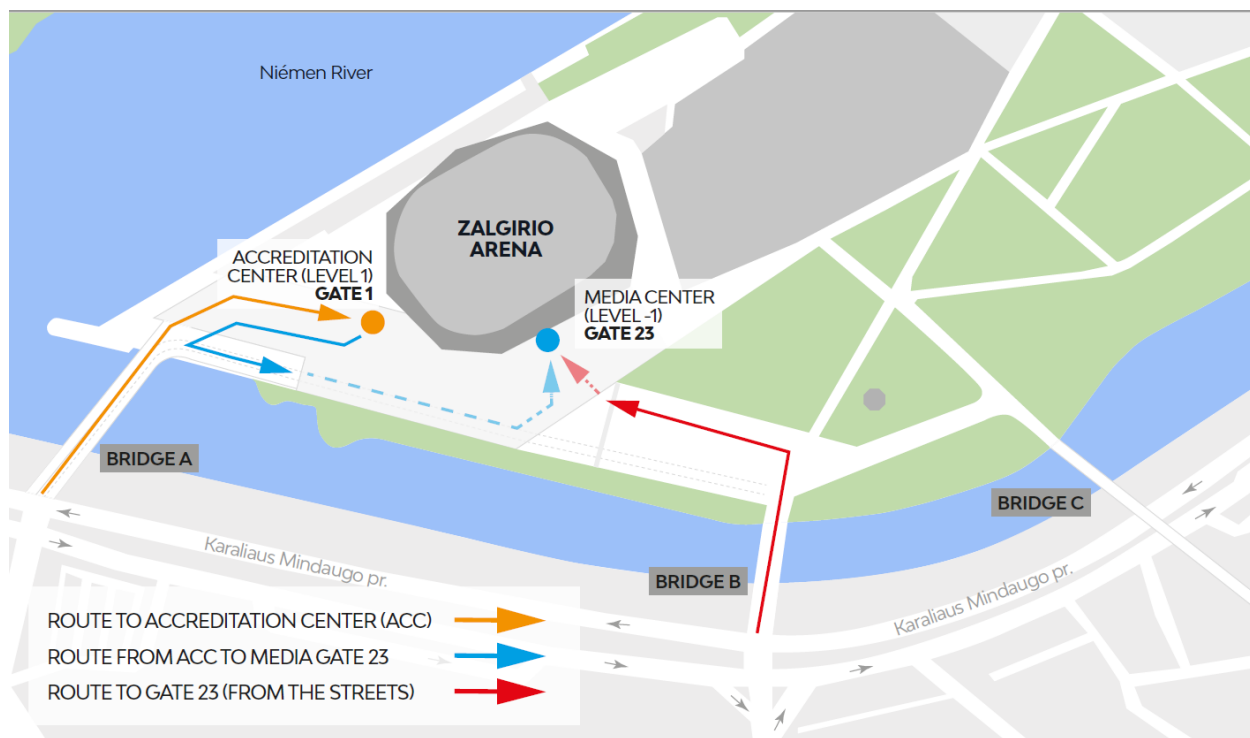 Niémen River
ZALGIRIO
ARENA
ACCREDITATION
CENTER (LEVEL 1)
GATE 1
MEDIA CENTER
(LEVEL -1)
GATE 23
BRIDGE A
BRIDGE C
Karaliaus Mindaugo pr.
BRIDGE B
Karaliaus Mindaugo pr.
ROUTE TO ACCREDITATION CENTER (ACC)
ROUTE FROM ACC TO MEDIA GATE 23
ROUTE TO GATE 23 (FROM THE STREETS)